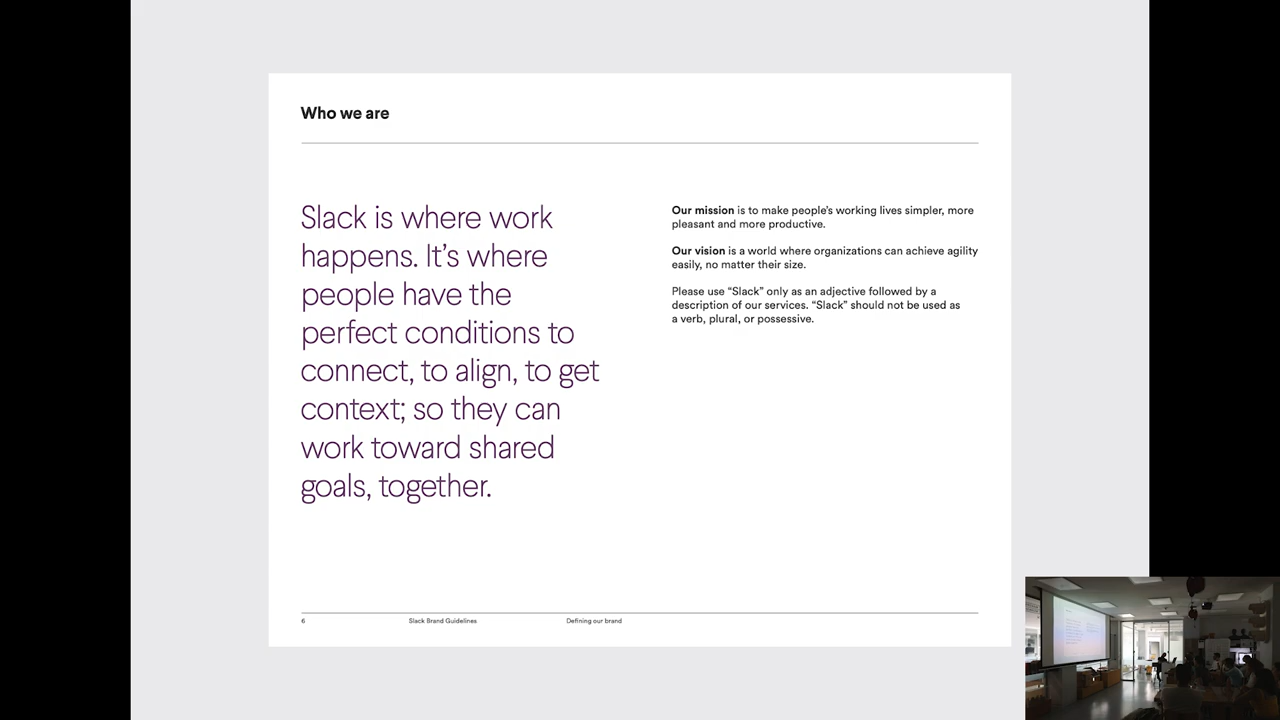 Who we are
Slack is where work
happens. It’s where
people have the
perfect conditions to
connect, to align, to get
context; so they can
work toward shared
goals, together.
Our mission is to make people’s working lives simpler, more
pleasant and more productive.
Our vision is a world where organizations can achieve agility
easily, no matter their size.
Please use “Slack” only as an adjective followed by a
description of our services. “Slack” should not be used as
a verb, plural, or possessive.
6
Slack Brand Guidelines
Defining our brand